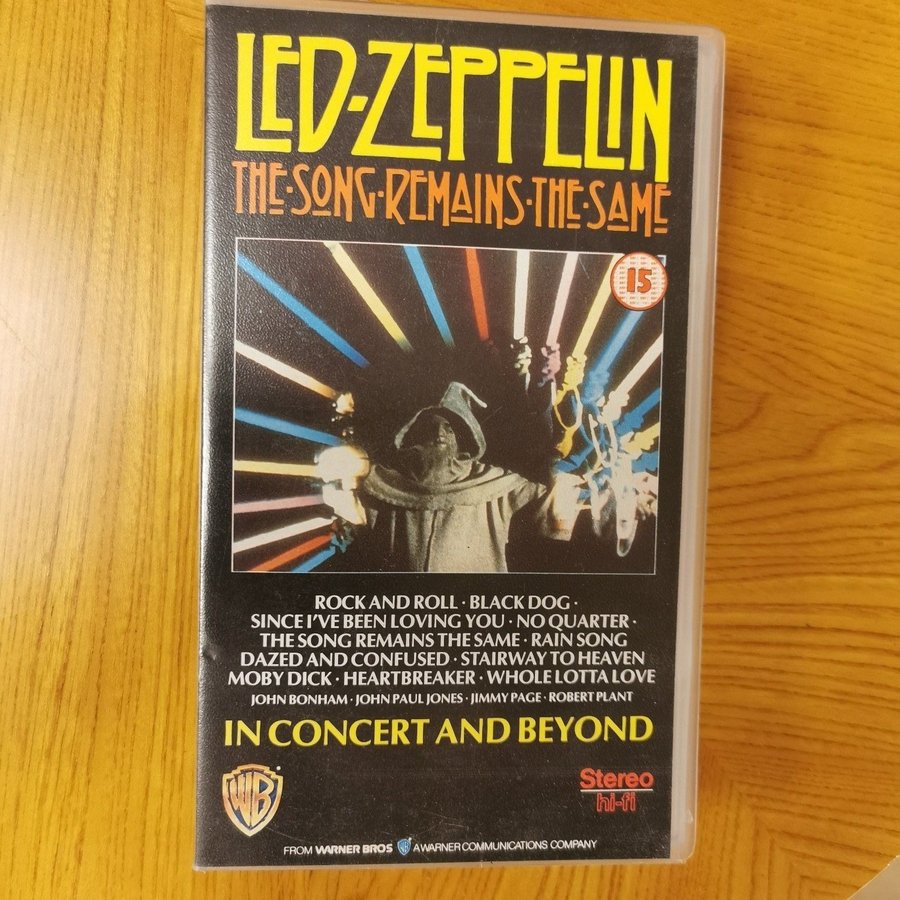 LED-ZEPPELIN
THE·SONG·REMAINS·THE·SAME
15
ROCK AND ROLL · BLACK DOG ·
SINCE I'VE BEEN LOVING YOU · NO QUARTER ·
THE SONG REMAINS THE SAME · RAIN SONG
DAZED AND CONFUSED · STAIRWAY TO HEAVEN
MOBY DICK · HEARTBREAKER · WHOLE LOTTA LOVE
JOHN BONHAM · JOHN PAUL JONES · JIMMY PAGE · ROBERT PLANT
IN CONCERT AND BEYOND
WB
Stereo
hi-fi
FROM WARNER BROS WB A WARNER COMMUNICATIONS COMPANY